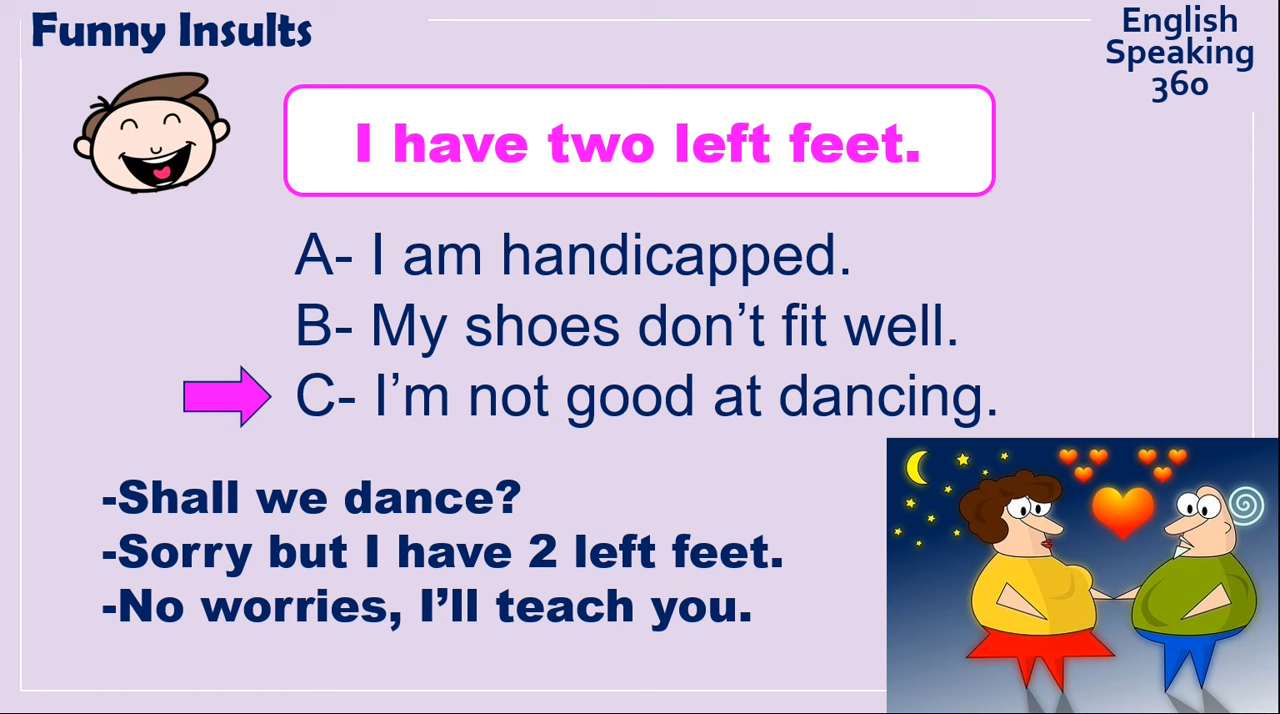 Funny Insults
English
Speaking
360
I have two left feet.
A- I am handicapped.
B- My shoes don’t fit well.
C- I’m not good at dancing.
-Shall we dance?
-Sorry but I have 2 left feet.
-No worries, I’ll teach you.